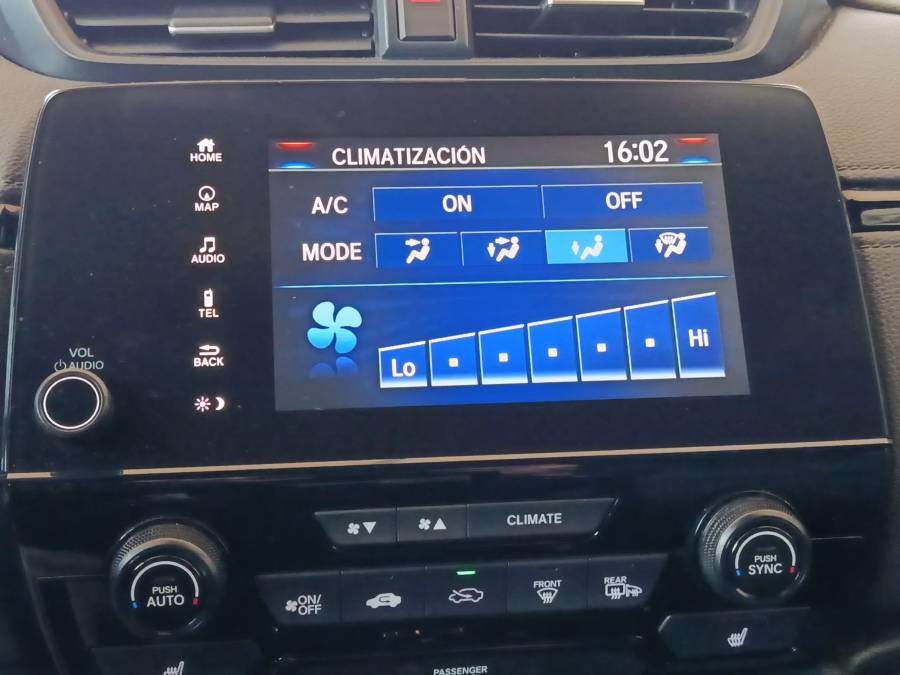 CLIMATIZACIÓN 16:02
HOME
MAP
AUDIO
TEL
BACK
A/C ON OFF
MODE
Lo Hi
VOL
AUDIO
CLIMATE
PUSH
AUTO
ON/
OFF
FRONT
REAR
PUSH
SYNC
PASSENGER